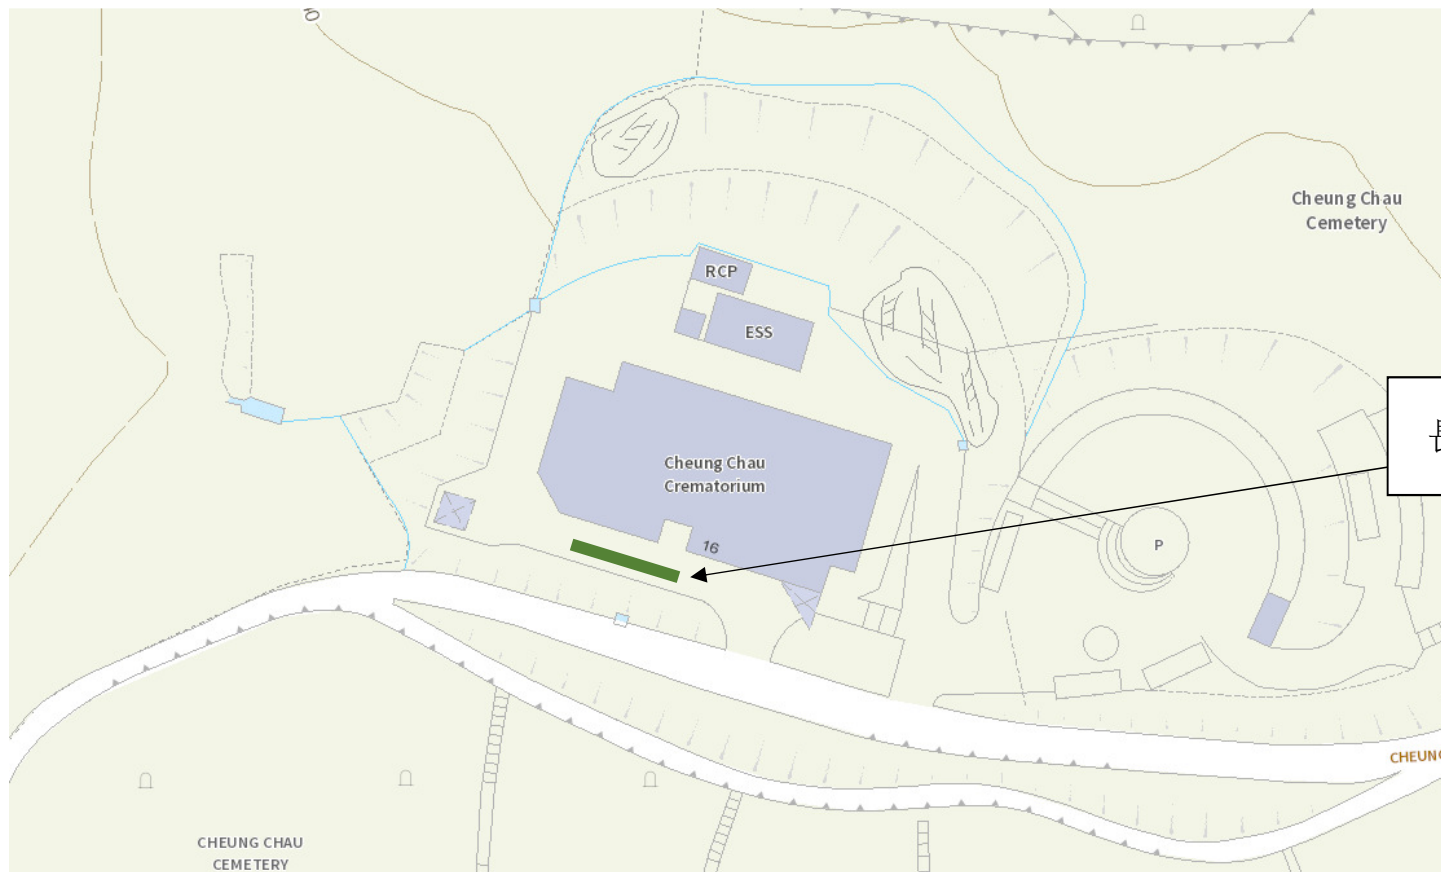 Cheung Chau
Cemetery
RCP
ESS
Cheung Chau
Crematorium
16
P
CHEUNG CHAU
CEMETERY